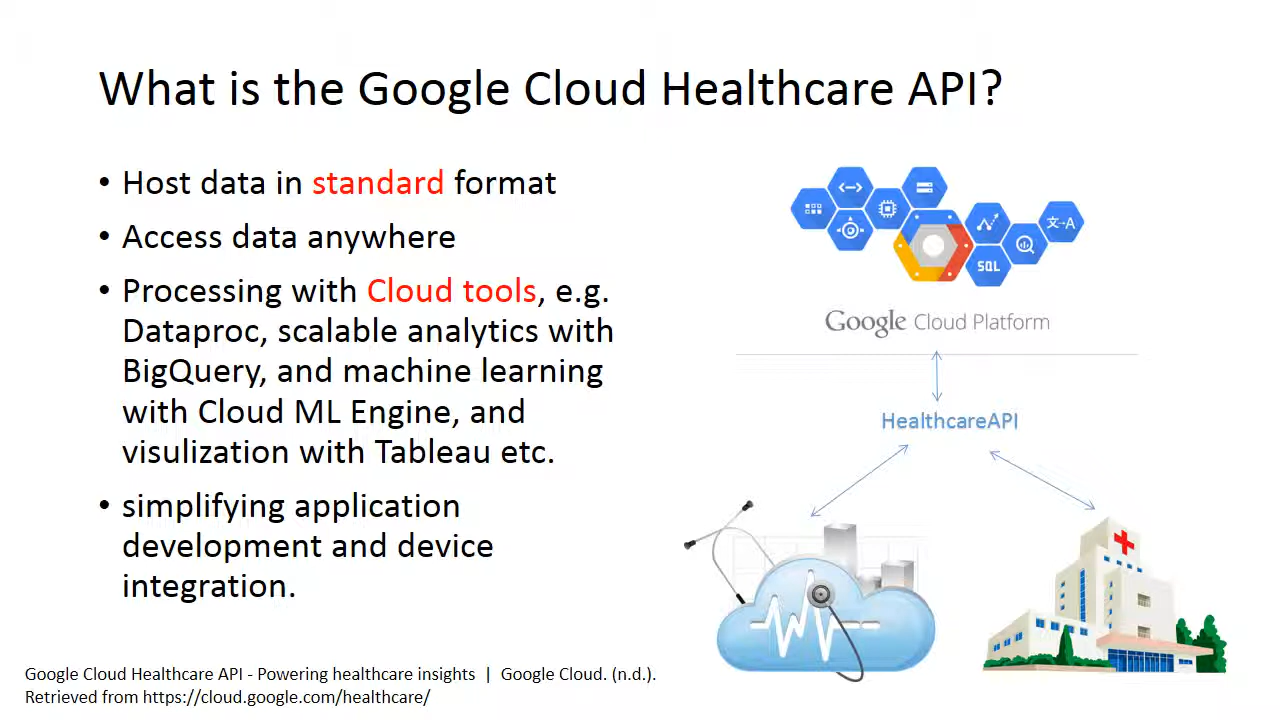 What is the Google Cloud Healthcare API?
• Host data in standard format
• Access data anywhere
• Processing with Cloud tools, e.g.
Dataproc, scalable analytics with
BigQuery, and machine learning
with Cloud ML Engine, and
visulization with Tableau etc.
• simplifying application
development and device
integration.
文→A
SQL
Google Cloud Platform
HealthcareAPI
Google Cloud Healthcare API - Powering healthcare insights | Google Cloud. (n.d.).
Retrieved from https://cloud.google.com/healthcare/